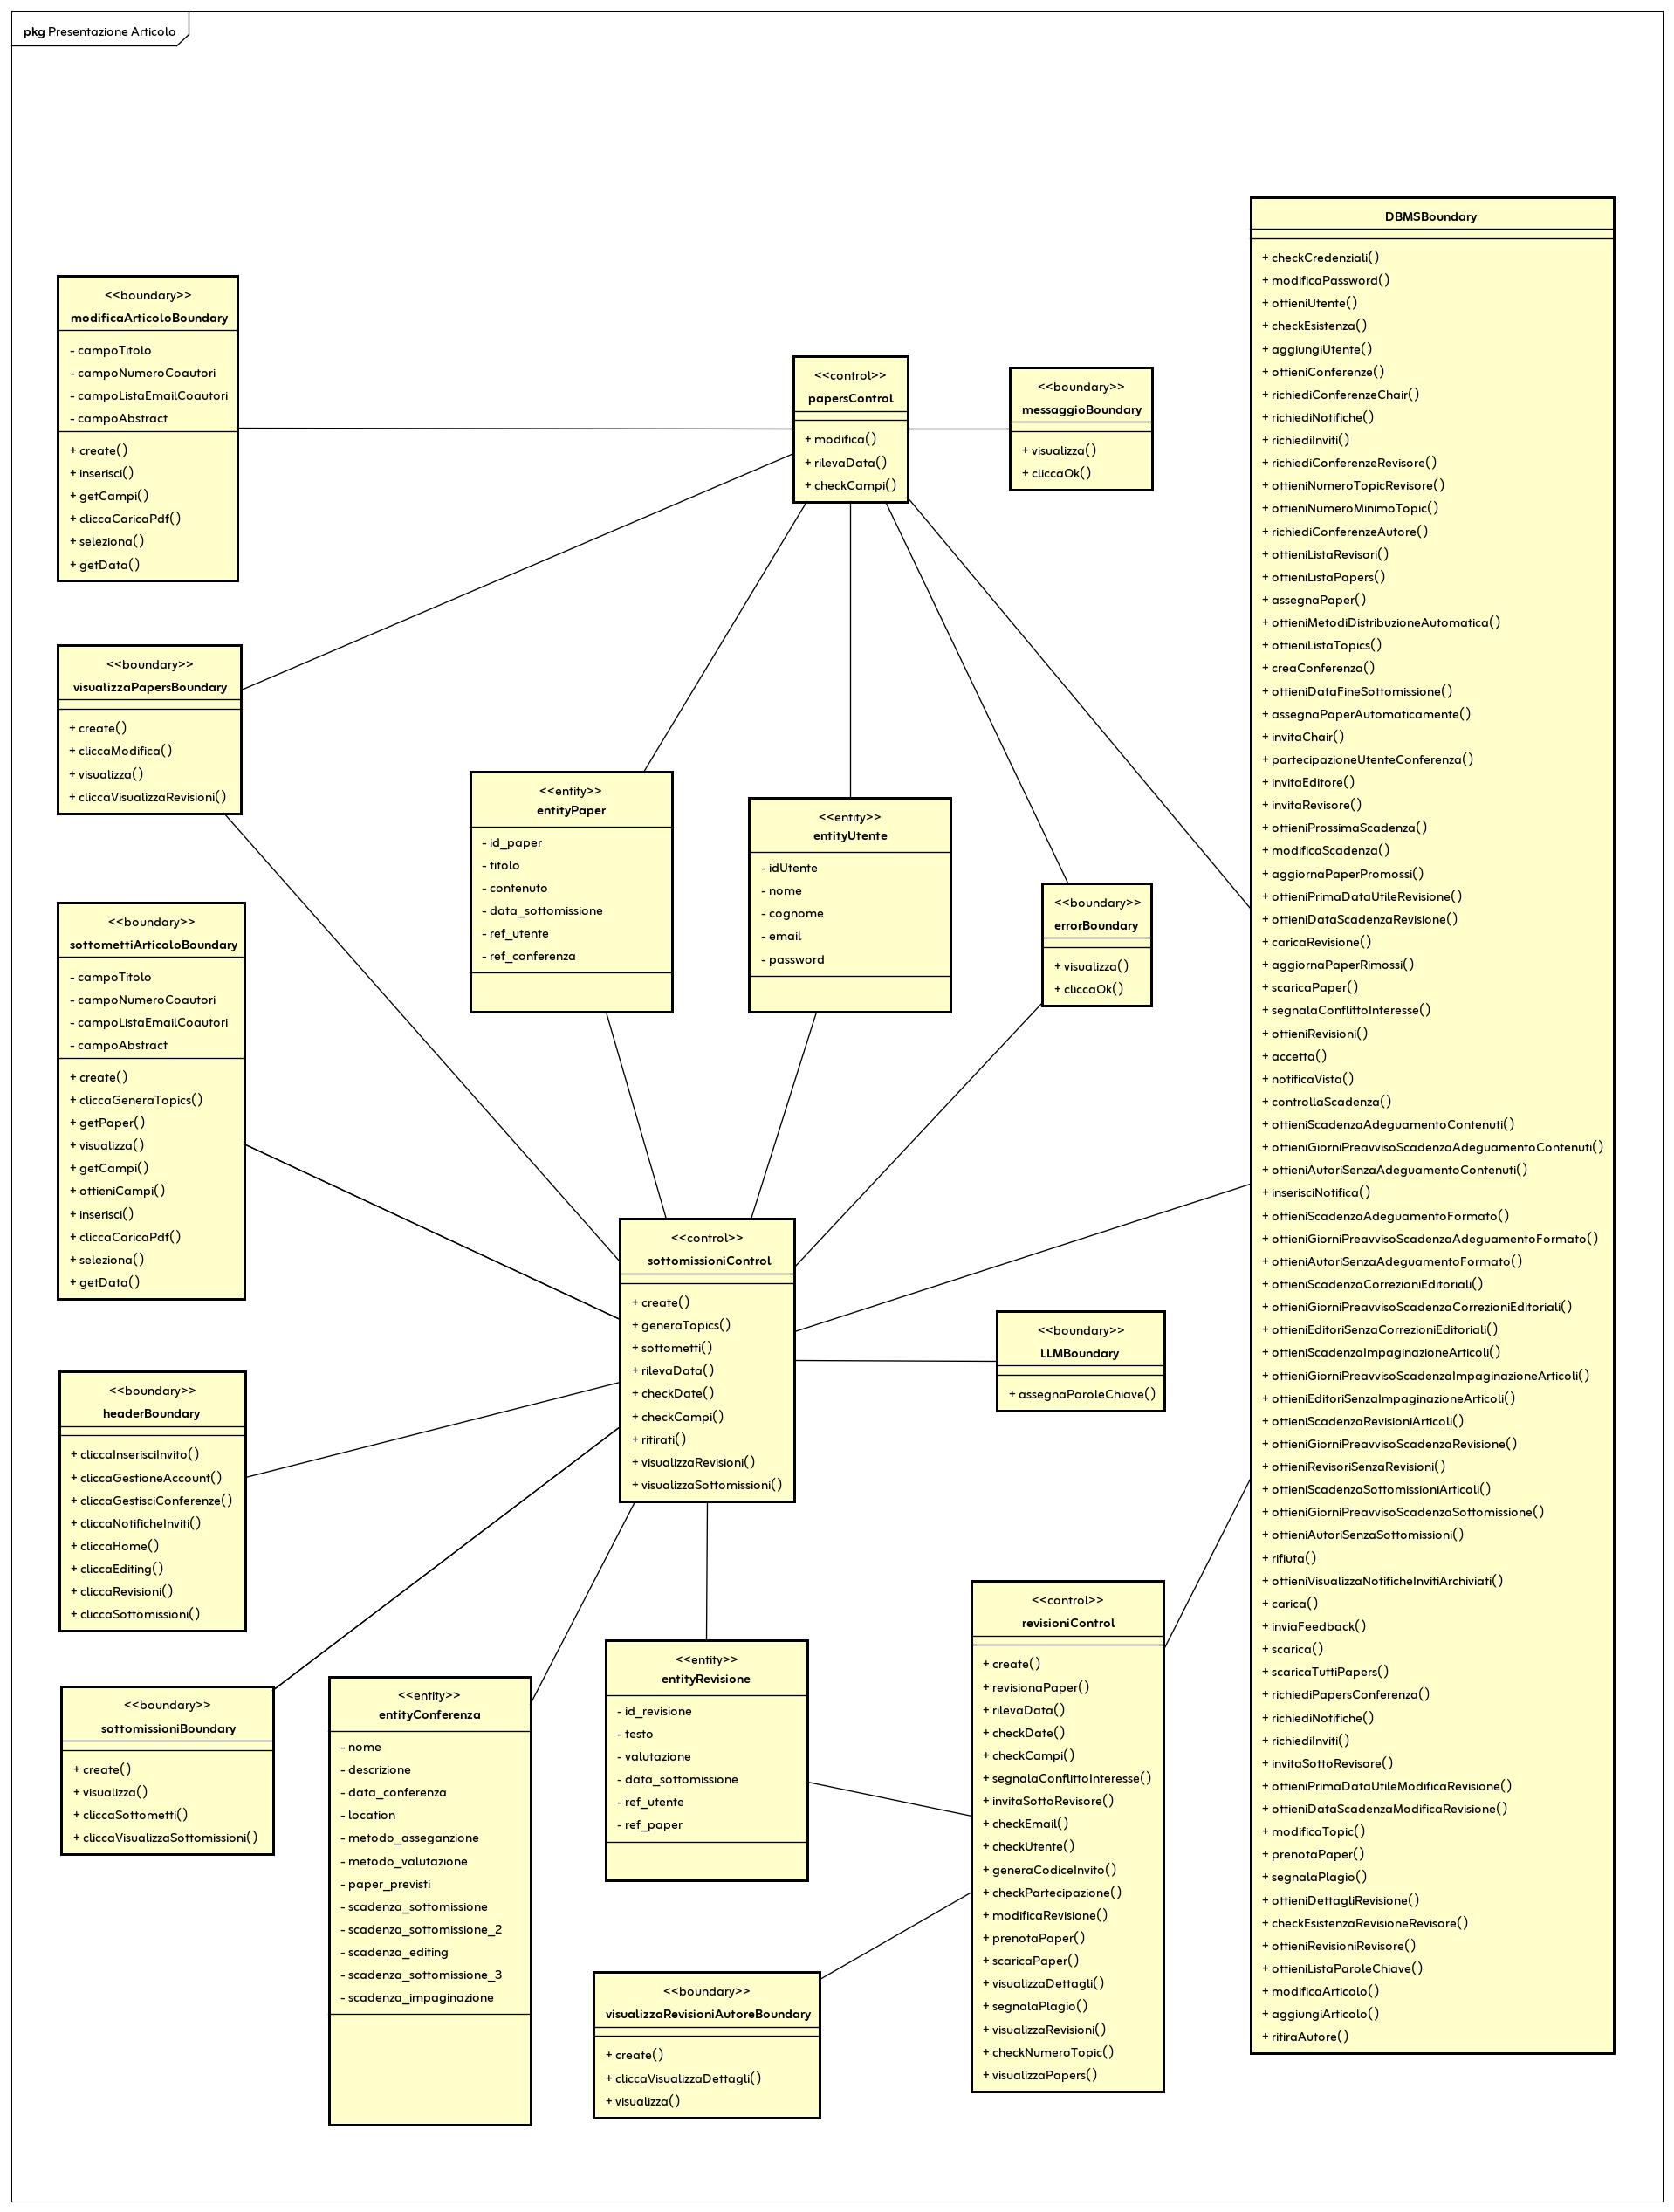 pkg Presentazione Articolo
<<boundary>>
modificaArticoloBoundary
- campoTitolo
- campoNumeroCoautori
- campoListaEmailCoautori
- campoAbstract
+ create()
+ inserisci()
+ getCampi()
+ cliccaCaricaPdf()
+ seleziona()
+ getData()
<<boundary>>
visualizzaPapersBoundary
+ create()
+ cliccaModifica()
+ visualizza()
+ cliccaVisualizzaRevisioni()
<<boundary>>
sottomettiArticoloBoundary
- campoTitolo
- campoNumeroCoautori
- campoListaEmailCoautori
- campoAbstract
+ create()
+ cliccaGeneraTopics()
+ getPaper()
+ visualizza()
+ getCampi()
+ ottieniCampi()
+ inserisci()
+ cliccaCaricaPdf()
+ seleziona()
+ getData()
<<boundary>>
headerBoundary
+ cliccaInserisciInvito()
+ cliccaGestioneAccount()
+ cliccaGestisciConferenze()
+ cliccaNotificheInviti()
+ cliccaHome()
+ cliccaEditing()
+ cliccaRevisioni()
+ cliccaSottomissioni()
<<boundary>>
sottomissioniBoundary
+ create()
+ visualizza()
+ cliccaSottometti()
+ cliccaVisualizzaSottomissioni()
<<control>>
papersControl
+ modifica()
+ rilevaData()
+ checkCampi()
<<boundary>>
messaggioBoundary
+ visualizza()
+ cliccaOk()
<<entity>>
entityPaper
- id_paper
- titolo
- contenuto
- data_sottomissione
- ref_utente
- ref_conferenza
<<entity>>
entityUtente
- idUtente
- nome
- cognome
- email
- password
<<boundary>>
errorBoundary
+ visualizza()
+ cliccaOk()
<<control>>
sottomissioniControl
+ create()
+ generaTopics()
+ sottometti()
+ rilevaData()
+ checkDate()
+ checkCampi()
+ ritirati()
+ visualizzaRevisioni()
+ visualizzaSottomissioni()
<<boundary>>
LLMBoundary
+ assegnaParoleChiave()
<<entity>>
entityConferenza
- nome
- descrizione
- data_conferenza
- location
- metodo_asseganzione
- metodo_valutazione
- paper_previsti
- scadenza_sottomissione
- scadenza_sottomissione_2
- scadenza_editing
- scadenza_sottomissione_3
- scadenza_impaginazione
<<entity>>
entityRevisione
- id_revisione
- testo
- valutazione
- data_sottomissione
- ref_utente
- ref_paper
<<boundary>>
visualizzaRevisioniAutoreBoundary
+ create()
+ cliccaVisualizzaDettagli()
+ visualizza()
<<control>>
revisioniControl
+ create()
+ revisionaPaper()
+ rilevaData()
+ checkDate()
+ checkCampi()
+ segnalaConflittoInteresse()
+ invitaSottoRevisore()
+ checkEmail()
+ checkUtente()
+ generaCodiceInvito()
+ checkPartecipazione()
+ modificaRevisione()
+ prenotaPaper()
+ scaricaPaper()
+ visualizzaDettagli()
+ segnalaPlagio()
+ visualizzaRevisioni()
+ checkNumeroTopic()
+ visualizzaPapers()
DBMSBoundary
+ checkCredenziali()
+ modificaPassword()
+ ottieniUtente()
+ checkEsistenza()
+ aggiungiUtente()
+ ottieniConferenze()
+ richiediConferenzeChair()
+ richiediNotifiche()
+ richiediInviti()
+ richiediConferenzeRevisore()
+ ottieniNumeroTopicRevisore()
+ ottieniNumeroMinimoTopic()
+ richiediConferenzeAutore()
+ ottieniListaRevisori()
+ ottieniListaPapers()
+ assegnaPaper()
+ ottieniMetodiDistribuzioneAutomatica()
+ ottieniListaTopics()
+ creaConferenza()
+ ottieniDataFineSottomissione()
+ assegnaPaperAutomaticamente()
+ invitaChair()
+ partecipazioneUtenteConferenza()
+ invitaEditore()
+ invitaRevisore()
+ ottieniProssimaScadenza()
+ modificaScadenza()
+ aggiornaPaperPromossi()
+ ottieniPrimaDataUtileRevisione()
+ ottieniDataScadenzaRevisione()
+ caricaRevisione()
+ aggiornaPaperRimossi()
+ scaricaPaper()
+ segnalaConflittoInteresse()
+ ottieniRevisioni()
+ accetta()
+ notificaVista()
+ controllaScadenza()
+ ottieniScadenzaAdeguamentoContenuti()
+ ottieniGiorniPreavvisoScadenzaAdeguamentoContenuti()
+ ottieniAutoriSenzaAdeguamentoContenuti()
+ inserisciNotifica()
+ ottieniScadenzaAdeguamentoFormato()
+ ottieniGiorniPreavvisoScadenzaAdeguamentoFormato()
+ ottieniAutoriSenzaAdeguamentoFormato()
+ ottieniScadenzaCorrezioniEditoriali()
+ ottieniGiorniPreavvisoScadenzaCorrezioniEditoriali()
+ ottieniEditoriSenzaCorrezioniEditoriali()
+ ottieniScadenzaImpaginazioneArticoli()
+ ottieniGiorniPreavvisoScadenzaImpaginazioneArticoli()
+ ottieniEditoriSenzaImpaginazioneArticoli()
+ ottieniScadenzaRevisioniArticoli()
+ ottieniGiorniPreavvisoScadenzaRevisione()
+ ottieniRevisoriSenzaRevisioni()
+ ottieniScadenzaSottomissioniArticoli()
+ ottieniGiorniPreavvisoScadenzaSottomissione()
+ ottieniAutoriSenzaSottomissioni()
+ rifiuta()
+ ottieniVisualizzaNotificheInvitiArchiviati()
+ carica()
+ inviaFeedback()
+ scarica()
+ scaricaTuttiPapers()
+ richiediPapersConferenza()
+ richiediNotifiche()
+ richiediInviti()
+ invitaSottoRevisore()
+ ottieniPrimaDataUtileModificaRevisione()
+ ottieniDataScadenzaModificaRevisione()
+ modificaTopic()
+ prenotaPaper()
+ segnalaPlagio()
+ ottieniDettagliRevisione()
+ checkEsistenzaRevisioneRevisore()
+ ottieniRevisioniRevisore()
+ ottieniListaParoleChiave()
+ modificaArticolo()
+ aggiungiArticolo()
+ ritiraAutore()